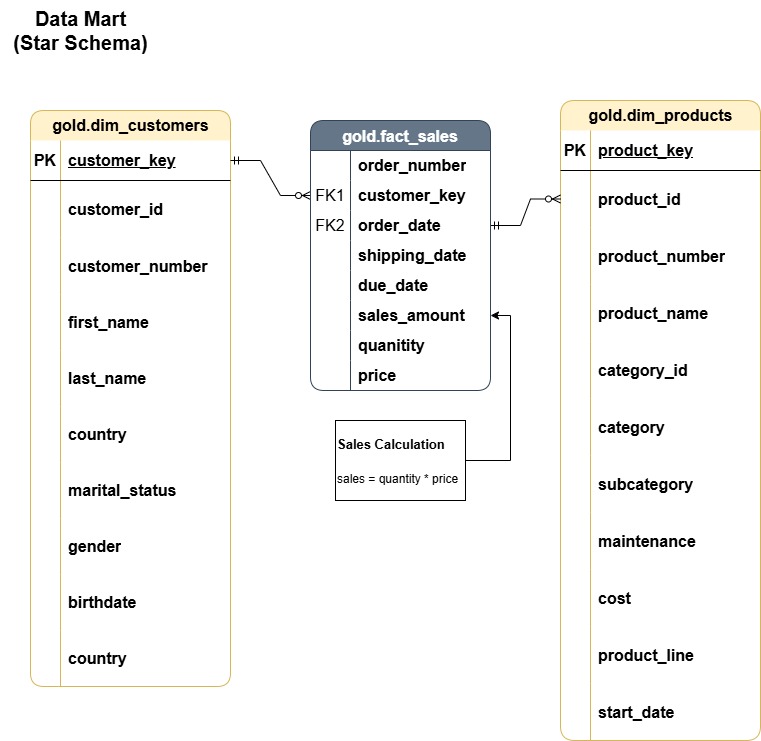 Data Mart
(Star Schema)
gold.dim_customers
PK customer_key
customer_id
customer_number
first_name
last_name
country
marital_status
gender
birthdate
country
gold.fact_sales
order_number
FK1 customer_key
FK2 order_date
shipping_date
due_date
sales_amount
quanitity
price
Sales Calculation
sales = quantity * price
gold.dim_products
PK product_key
product_id
product_number
product_name
category_id
category
subcategory
maintenance
cost
product_line
start_date